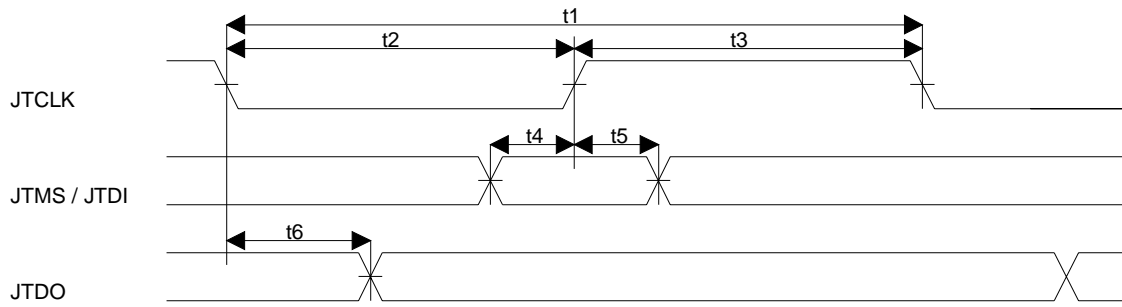 t1
t2 t3
JTCLK
t4 t5
JTMS / JTDI
t6
JTDO